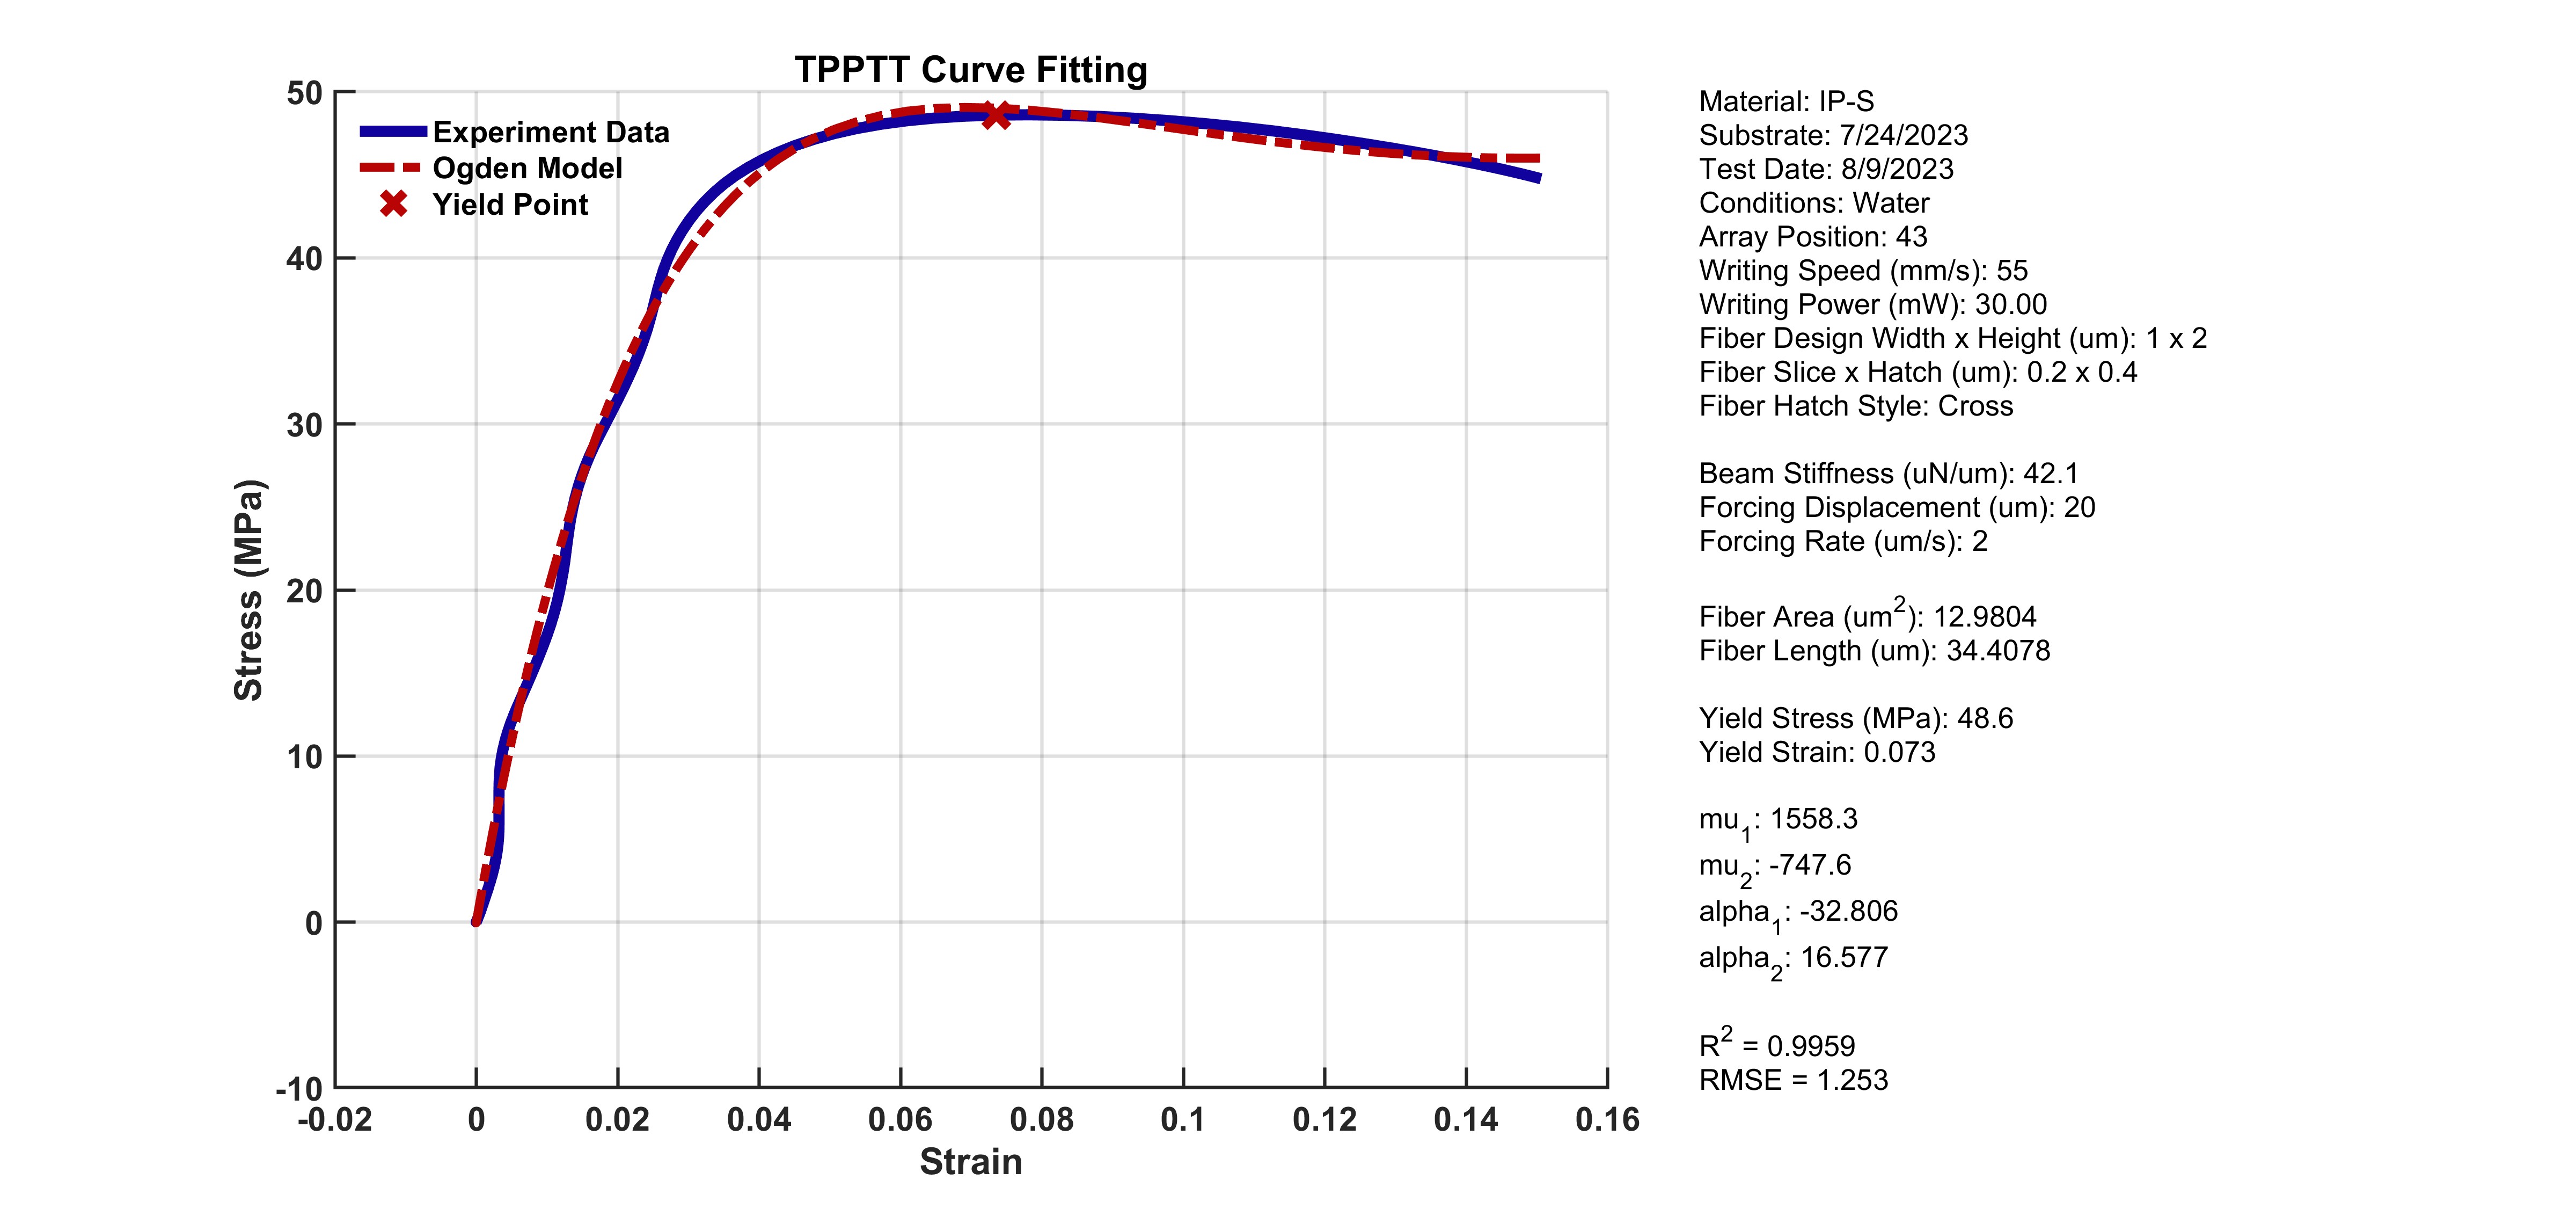 TPPTT Curve Fitting
50
40
30
20
10
0
-10
Stress (MPa)
Experiment Data
Ogden Model
Yield Point
-0.02 0 0.02 0.04 0.06 0.08 0.1 0.12 0.14 0.16
Strain
Material: IP-S
Substrate: 7/24/2023
Test Date: 8/9/2023
Conditions: Water
Array Position: 43
Writing Speed (mm/s): 55
Writing Power (mW): 30.00
Fiber Design Width x Height (um): 1 x 2
Fiber Slice x Hatch (um): 0.2 x 0.4
Fiber Hatch Style: Cross
Beam Stiffness (uN/um): 42.1
Forcing Displacement (um): 20
Forcing Rate (um/s): 2
Fiber Area (um²): 12.9804
Fiber Length (um): 34.4078
Yield Stress (MPa): 48.6
Yield Strain: 0.073
mu₁: 1558.3
mu₂: -747.6
alpha₁: -32.806
alpha₂: 16.577
R² = 0.9959
RMSE = 1.253